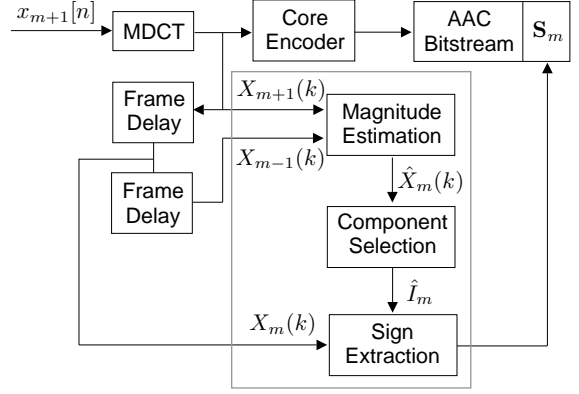 x_{m+1}[n]
MDCT
Core
Encoder
AAC
Bitstream
S_m
Frame
Delay
X_{m+1}(k)
Magnitude
Estimation
X_{m-1}(k)
Frame
Delay
X̂_m(k)
Component
Selection
Î_m
X_m(k)
Sign
Extraction